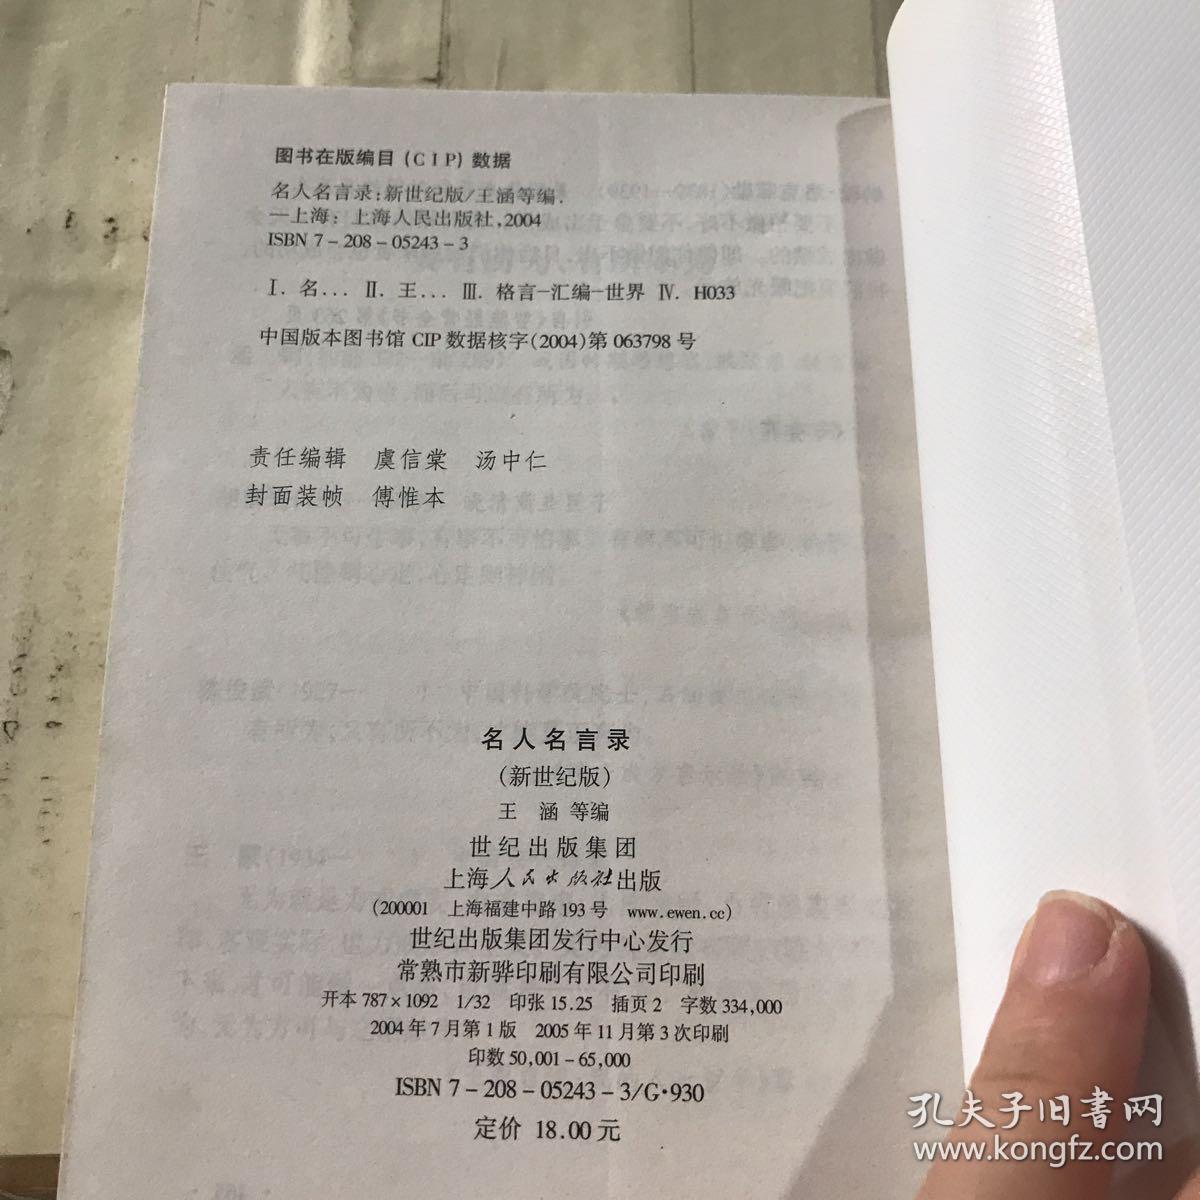 图书在版编目(CIP)数据
名人名言录:新世纪版/王涵等编.
—上海:上海人民出版社,2004
ISBN 7-208-05243-3
Ⅰ. 名... Ⅱ. 王... Ⅲ. 格言-汇编-世界 Ⅳ. H033
中国版本图书馆 CIP 数据核字(2004)第 063798 号
责任编辑 虞信棠 汤中仁
封面装帧 傅惟本
名人名言录
(新世纪版)
王 涵 等编
世纪出版集团
上海人民出版社出版
(200001 上海福建中路 193 号 www.ewen.cc)
世纪出版集团发行中心发行
常熟市新骅印刷有限公司印刷
开本 787×1092 1/32 印张 15.25 插页 2 字数 334,000
2004 年 7 月第 1 版 2005 年 11 月第 3 次印刷
印数 50,001-65,000
ISBN 7-208-05243-3/G·930
定价 18.00 元
孔夫子旧书网
www.kongfz.com